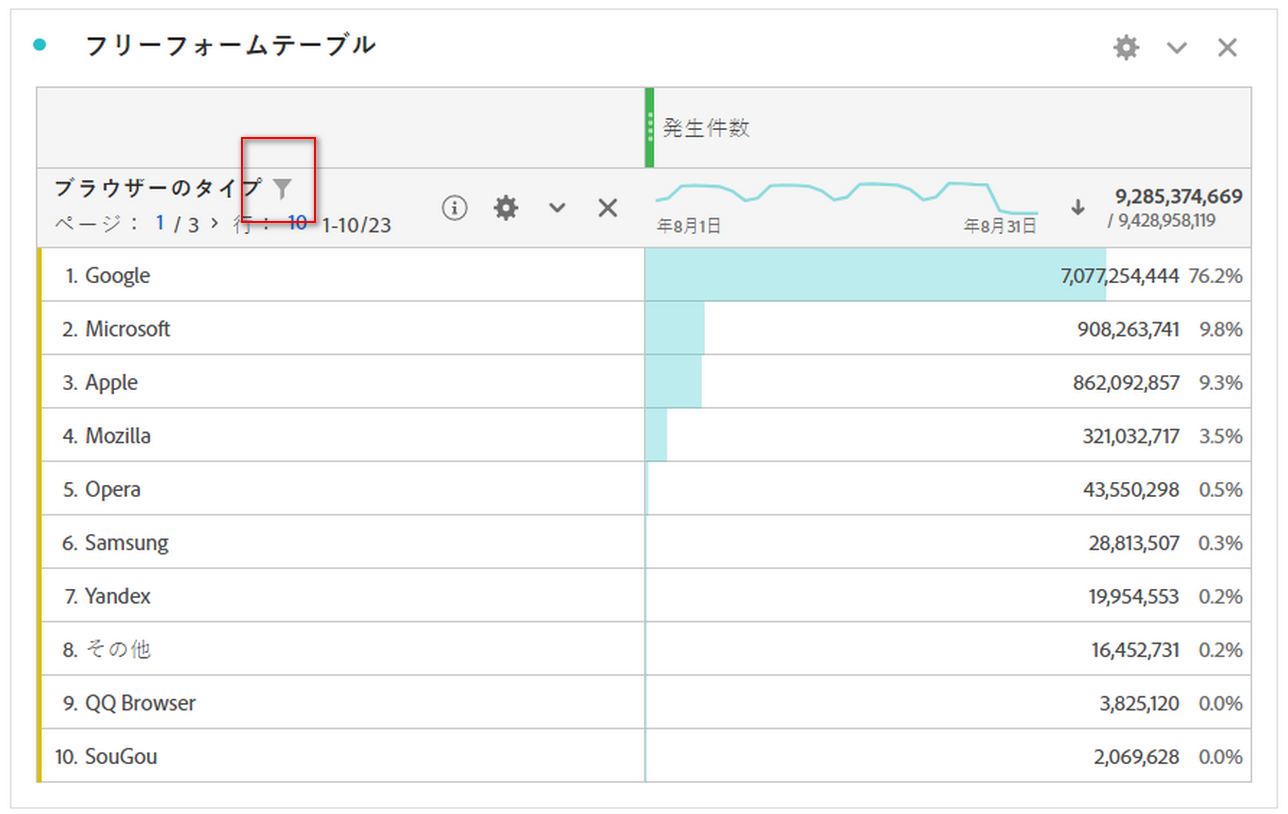 フリーフォームテーブル
発生件数
ブラウザーのタイプ
ページ： 1 / 3 > 行： 10 1-10/23
年8月1日 年8月31日
9,285,374,669
/ 9,428,958,119
1. Google 7,077,254,444 76.2%
2. Microsoft 908,263,741 9.8%
3. Apple 862,092,857 9.3%
4. Mozilla 321,032,717 3.5%
5. Opera 43,550,298 0.5%
6. Samsung 28,813,507 0.3%
7. Yandex 19,954,553 0.2%
8. その他 16,452,731 0.2%
9. QQ Browser 3,825,120 0.0%
10. SouGou 2,069,628 0.0%